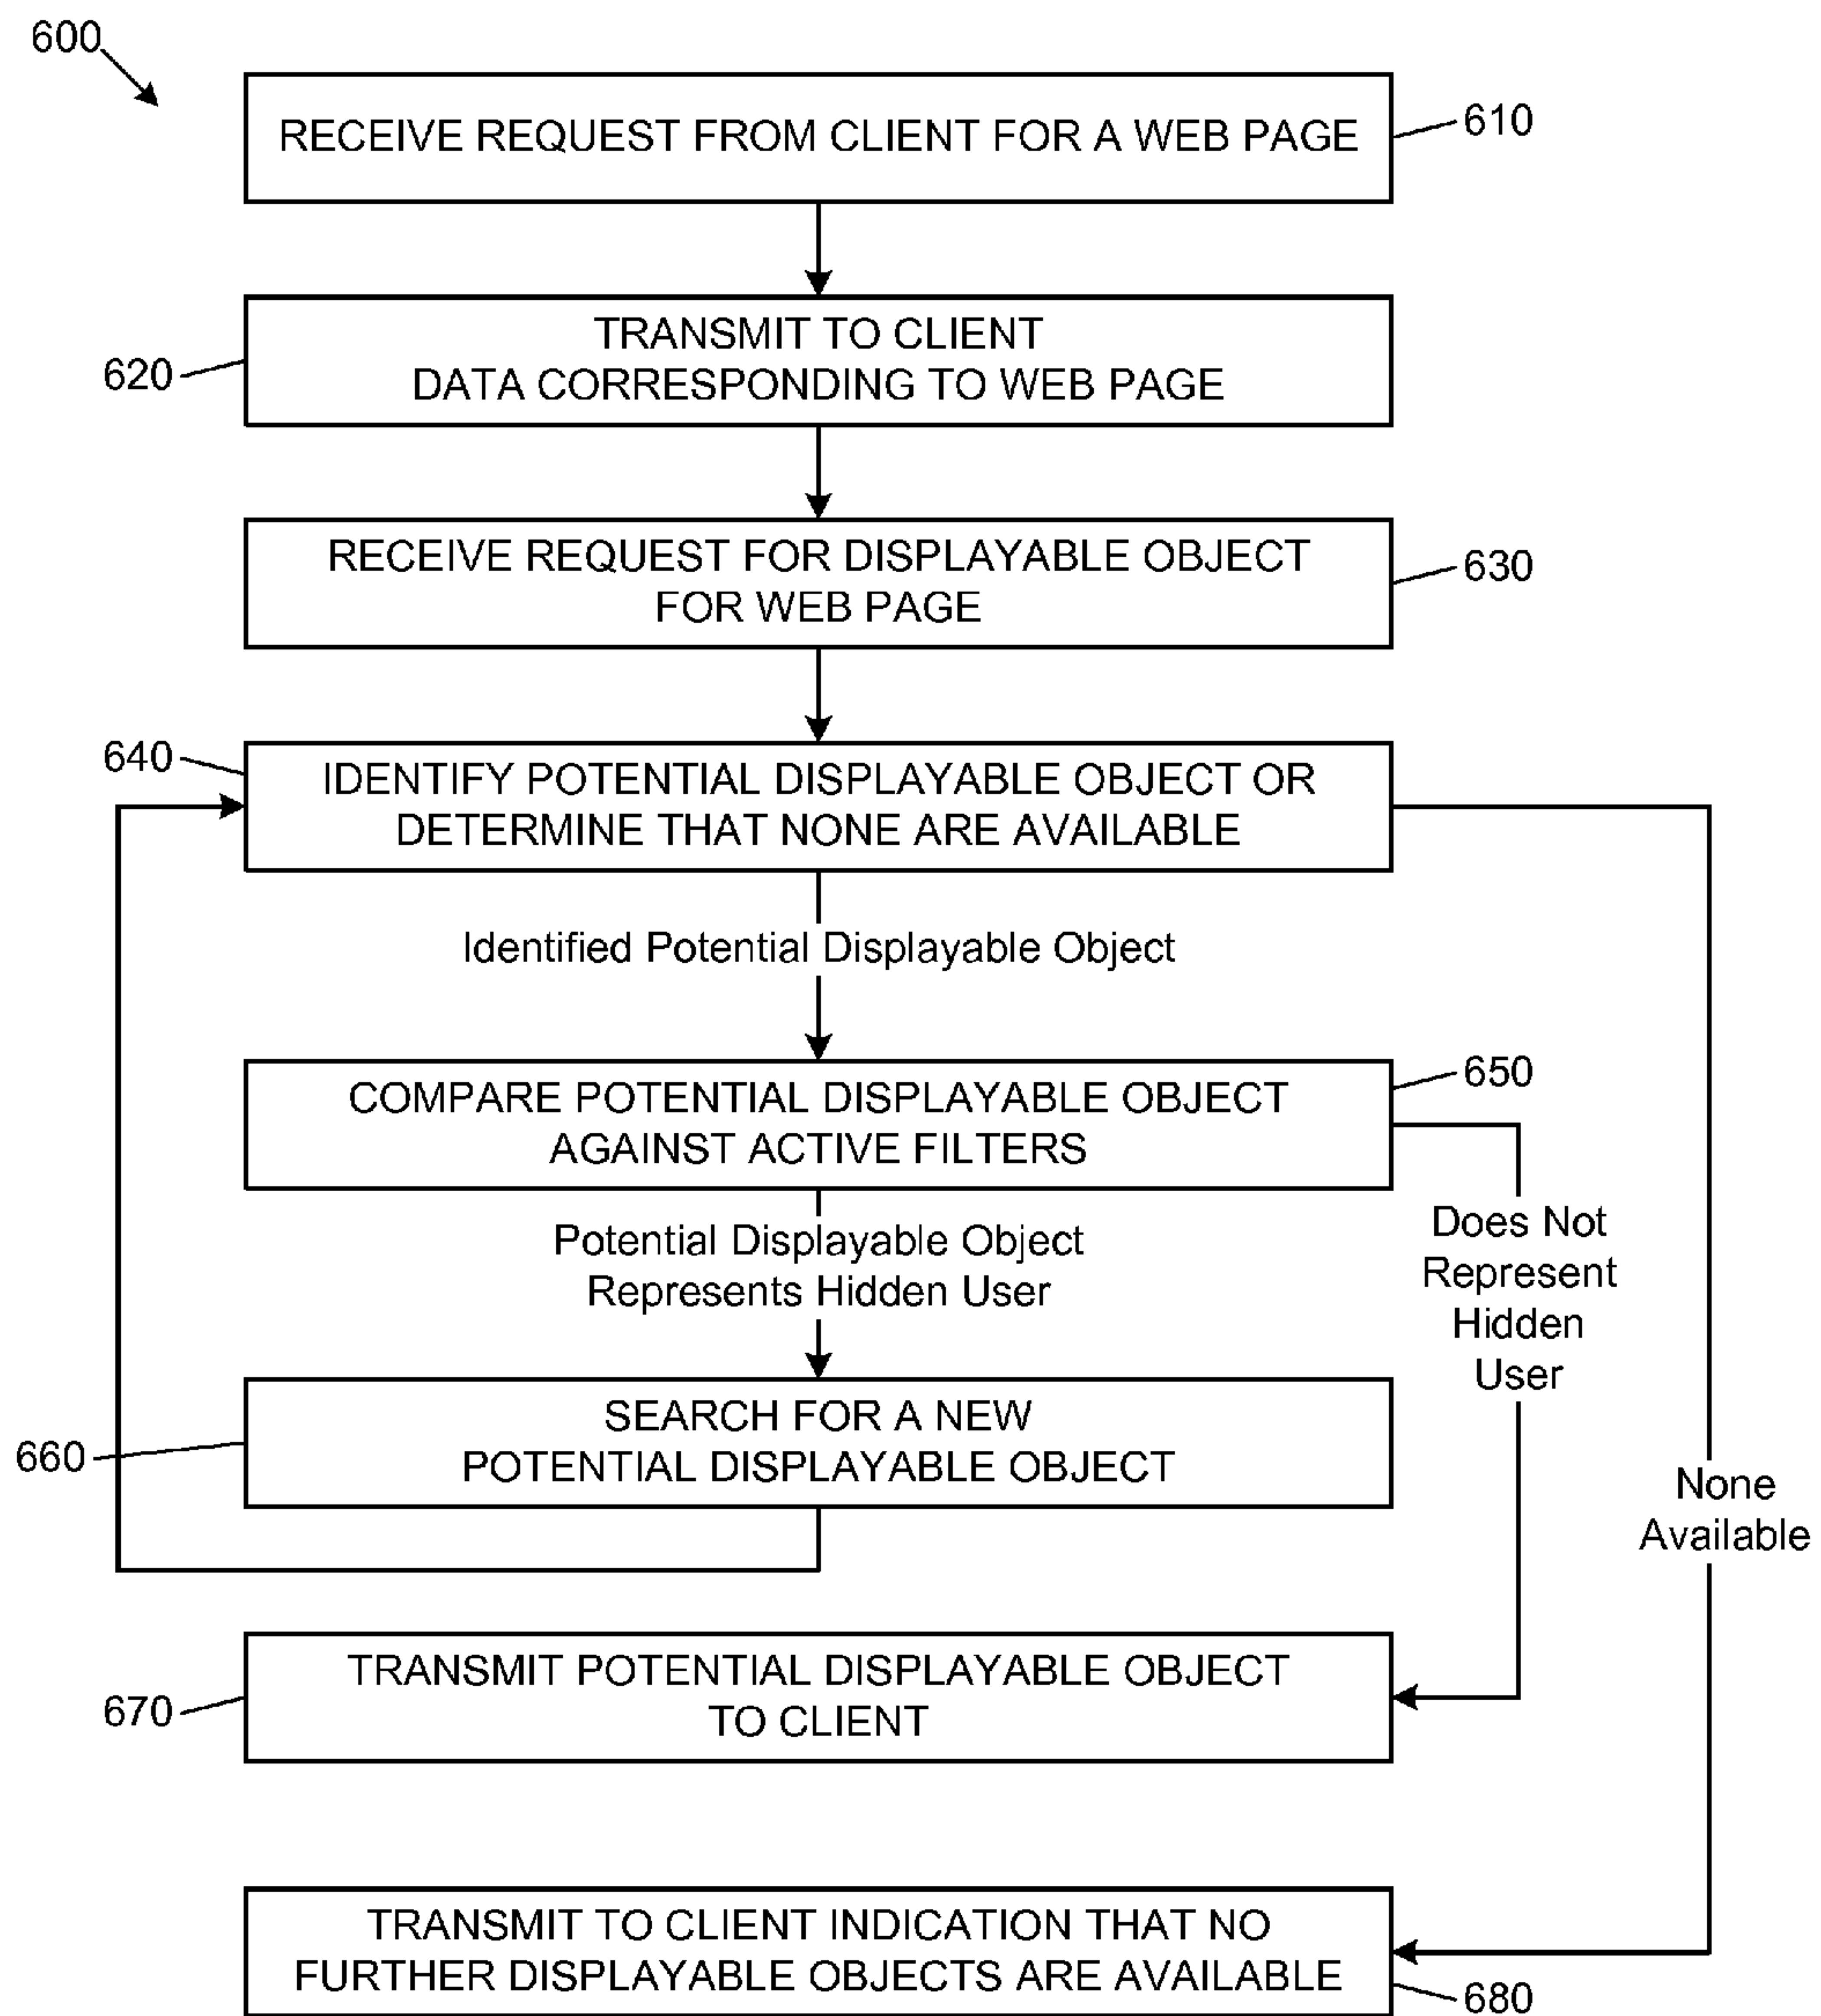 600
RECEIVE REQUEST FROM CLIENT FOR A WEB PAGE
610
TRANSMIT TO CLIENT
DATA CORRESPONDING TO WEB PAGE
620
RECEIVE REQUEST FOR DISPLAYABLE OBJECT
FOR WEB PAGE
630
640
IDENTIFY POTENTIAL DISPLAYABLE OBJECT OR
DETERMINE THAT NONE ARE AVAILABLE
Identified Potential Displayable Object
COMPARE POTENTIAL DISPLAYABLE OBJECT
AGAINST ACTIVE FILTERS
650
Potential Displayable Object
Represents Hidden User
Does Not
Represent
Hidden
User
SEARCH FOR A NEW
POTENTIAL DISPLAYABLE OBJECT
660
None
Available
TRANSMIT POTENTIAL DISPLAYABLE OBJECT
TO CLIENT
670
TRANSMIT TO CLIENT INDICATION THAT NO
FURTHER DISPLAYABLE OBJECTS ARE AVAILABLE
680